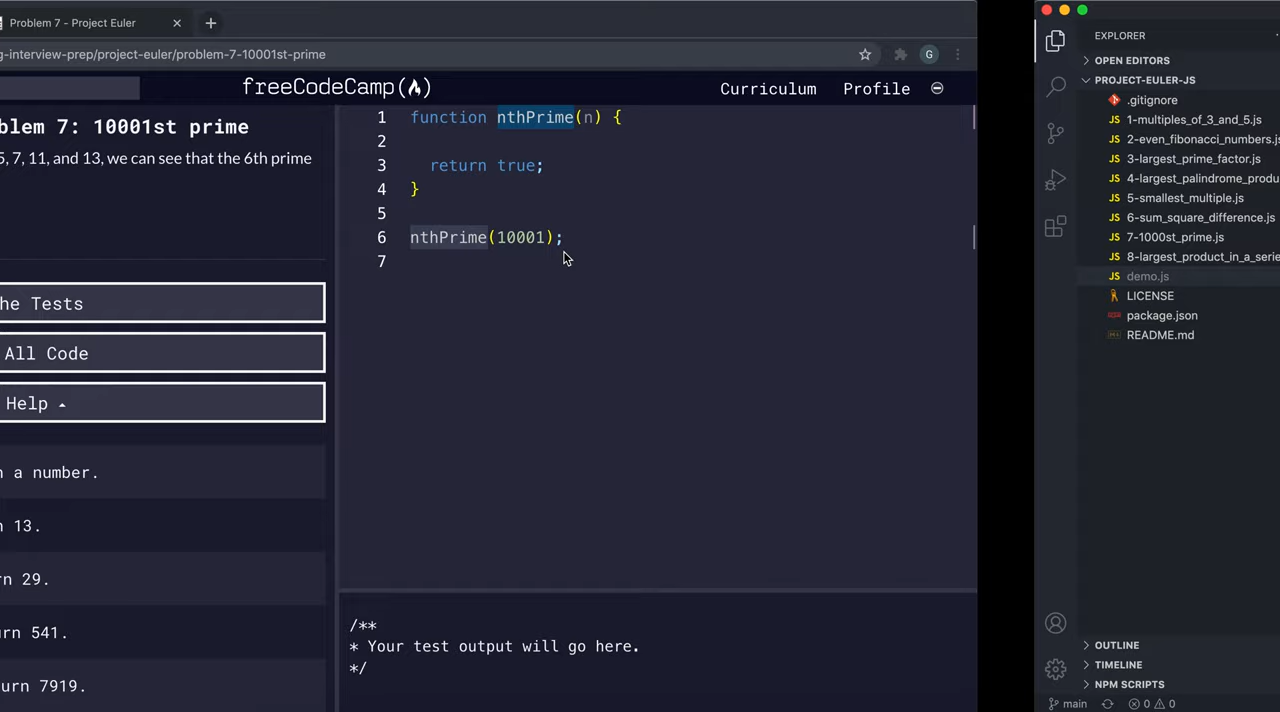 Problem 7 - Project Euler
g-interview-prep/project-euler/problem-7-10001st-prime
G
freeCodeCamp(
Curriculum
Profile
blem 7: 10001st prime
5, 7, 11, and 13, we can see that the 6th prime
he Tests
All Code
Help
n a number.
n 13.
n 29.
urn 541.
urn 7919.
1 function nthPrime(n) {
2
3 return true;
4 }
5
6 nthPrime(10001);
7
/**
* Your test output will go here.
*/
EXPLORER
OPEN EDITORS
PROJECT-EULER-JS
.gitignore
JS 1-multiples_of_3_and_5.js
JS 2-even_fibonacci_numbers.js
JS 3-largest_prime_factor.js
JS 4-largest_palindrome_produ
JS 5-smallest_multiple.js
JS 6-sum_square_difference.js
JS 7-1000st_prime.js
JS 8-largest_product_in_a_serie
JS demo.js
LICENSE
package.json
README.md
OUTLINE
TIMELINE
NPM SCRIPTS
main 0 0